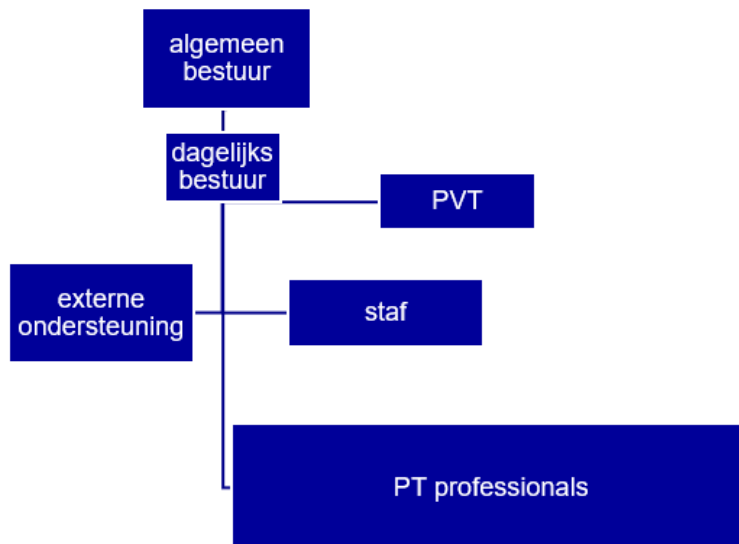 algemeen
bestuur
dagelijks
bestuur
PVT
externe
ondersteuning
staf
PT professionals